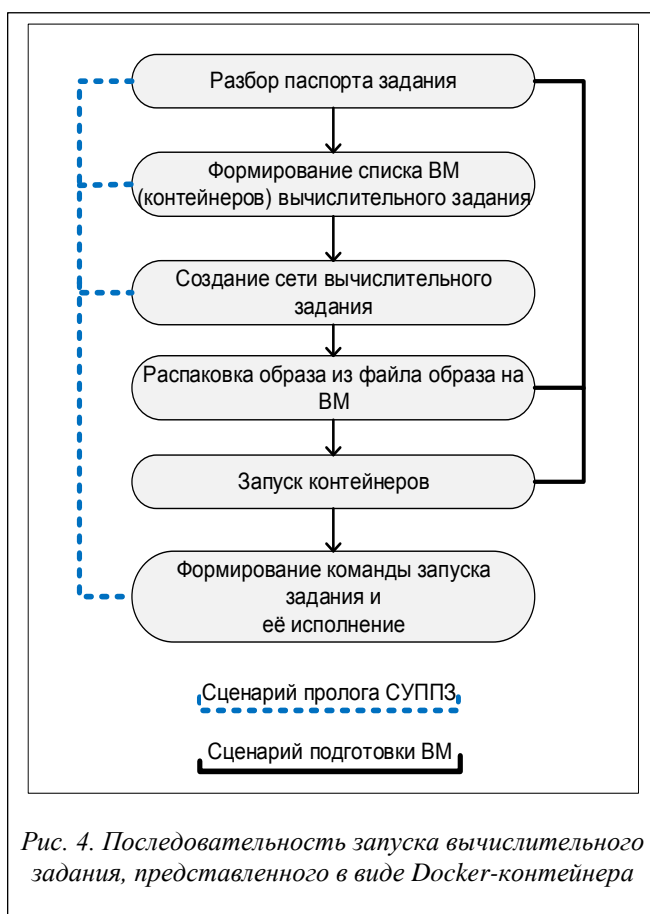 Разбор паспорта задания
Формирование списка ВМ
(контейнеров) вычислительного задания
Создание сети вычислительного
задания
Распаковка образа из файла образа на
ВМ
Запуск контейнеров
Формирование команды запуска
задания и
её исполнение
Сценарий пролога СУППЗ
Сценарий подготовки ВМ
Рис. 4. Последовательность запуска вычислительного
задания, представленного в виде Docker-контейнера